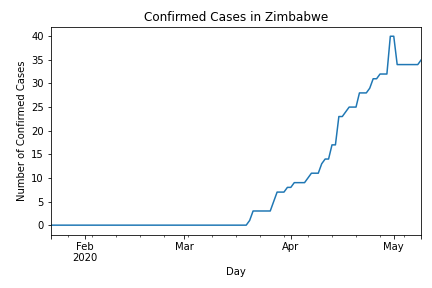 Confirmed Cases in Zimbabwe
40
35
30
25
20
15
10
5
0
Number of Confirmed Cases
Feb
2020
Mar
Apr
May
Day